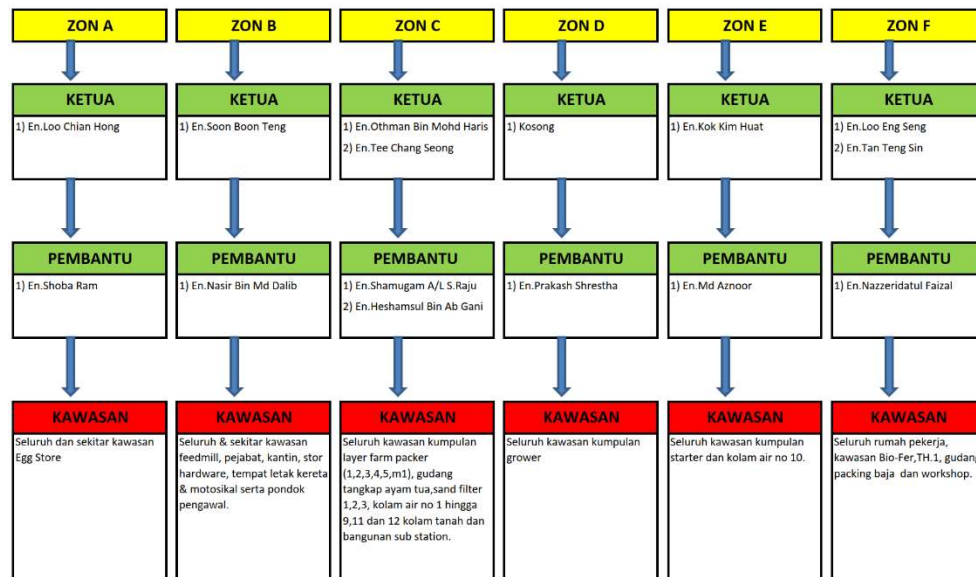 ZON A
KETUA
1) En.Loo Chian Hong
PEMBANTU
1) En.Shoba Ram
KAWASAN
Seluruh dan sekitar kawasan
Egg Store
ZON B
KETUA
1) En.Soon Boon Teng
PEMBANTU
1) En.Nasir Bin Md Dalib
KAWASAN
Seluruh & sekitar kawasan
feedmill, pejabat, kantin, stor
hardware, tempat letak kereta
& motosikal serta pondok
pengawal.
ZON C
KETUA
1) En.Othman Bin Mohd Haris
2) En.Tee Chang Seong
PEMBANTU
1) En.Shamugam A/L S.Raju
2) En.Heshamsul Bin Ab Gani
KAWASAN
Seluruh kawasan kumpulan
layer farm packer
(1,2,3,4,5,m1), gudang
tangkap ayam tua,sand filter
1,2,3, kolam air no 1 hingga
9,11 dan 12 kolam tanah dan
bangunan sub station.
ZON D
KETUA
1) Kosong
PEMBANTU
1) En.Prakash Shrestha
KAWASAN
Seluruh kawasan kumpulan
grower
ZON E
KETUA
1) En.Kok Kim Huat
PEMBANTU
1) En.Md Aznoor
KAWASAN
Seluruh kawasan kumpulan
starter dan kolam air no 10.
ZON F
KETUA
1) En.Loo Eng Seng
2) En.Tan Teng Sin
PEMBANTU
1) En.Nazzeridatul Faizal
KAWASAN
Seluruh rumah pekerja,
kawasan Bio-Fer,TH.1, gudang
packing baja dan workshop.